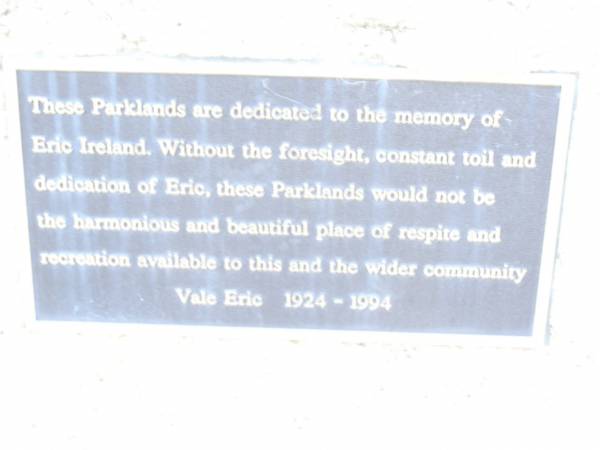 These Parklands are dedicated to the memory of
Eric Ireland. Without the foresight, constant toil and
dedication of Eric, these Parklands would not be
the harmonious and beautiful place of respite and
recreation available to this and the wider community
Vale Eric 1924 - 1994